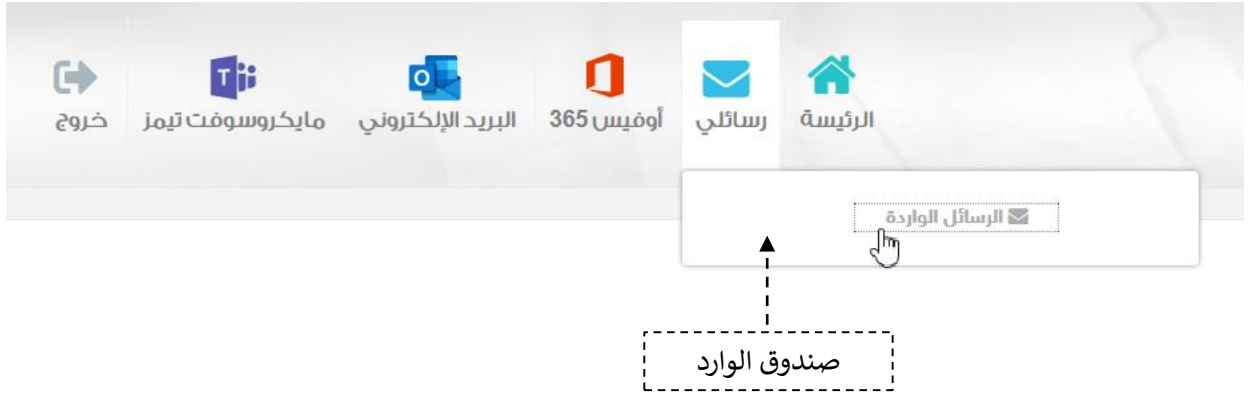 الرئيسة
رسائلي
أوفيس 365
البريد الإلكتروني
مايكروسوفت تيمز
خروج
الرسائل الواردة
صندوق الوارد